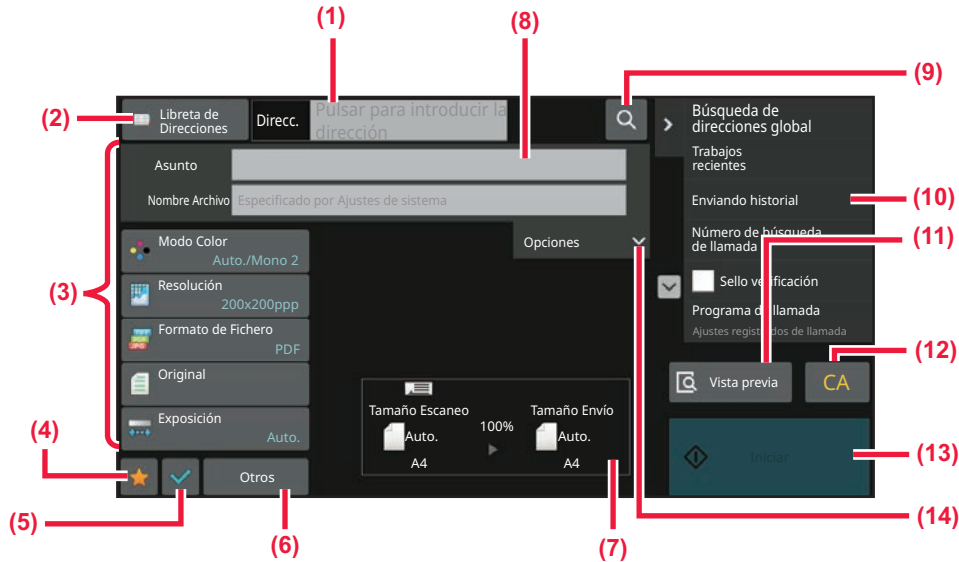 (1)
(8)
(9)
(2)
Libreta de
Direcciones
Direcc.
Pulsar para introducir la
dirección
Búsqueda de
direcciones global
Asunto
Trabajos
recientes
Nombre Archivo
Especificado por Ajustes de sistema
Enviando historial
(10)
Opciones
Número de búsqueda
de llamada
(11)
(3)
Modo Color
Auto./Mono 2
Resolución
200x200ppp
Formato de Fichero
PDF
Original
Exposición
Auto.
Sello verificación
Programa de llamada
Ajustes registrados de llamada
(12)
Vista previa
CA
Tamaño Escaneo
Auto.
A4
100%
Tamaño Envío
Auto.
A4
Iniciar
(13)
(4)
Otros
(5)
(6)
(7)
(14)